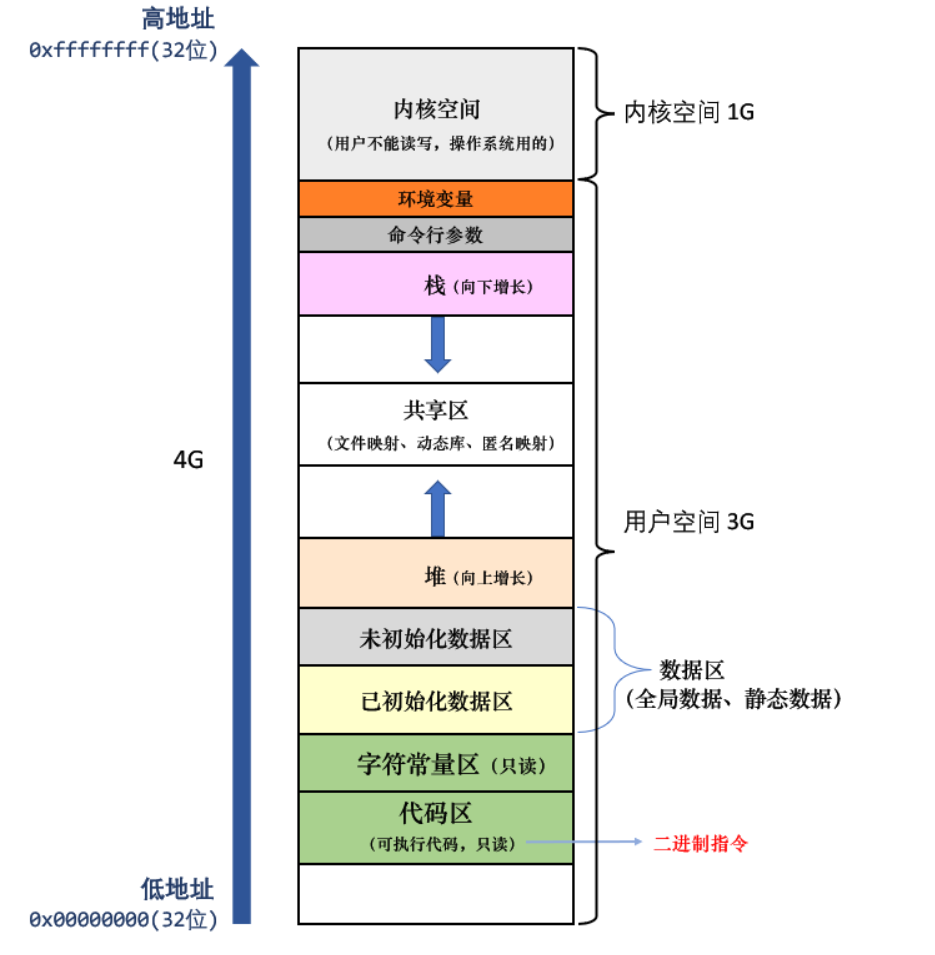 高地址
0xffffffff(32位)
内核空间
（用户不能读写，操作系统用的）
内核空间 1G
环境变量
命令行参数
栈（向下增长）
共享区
（文件映射、动态库、匿名映射）
4G
用户空间 3G
堆（向上增长）
未初始化数据区
已初始化数据区
数据区
（全局数据、静态数据）
字符常量区（只读）
代码区
（可执行代码，只读）
二进制指令
低地址
0x00000000(32位)